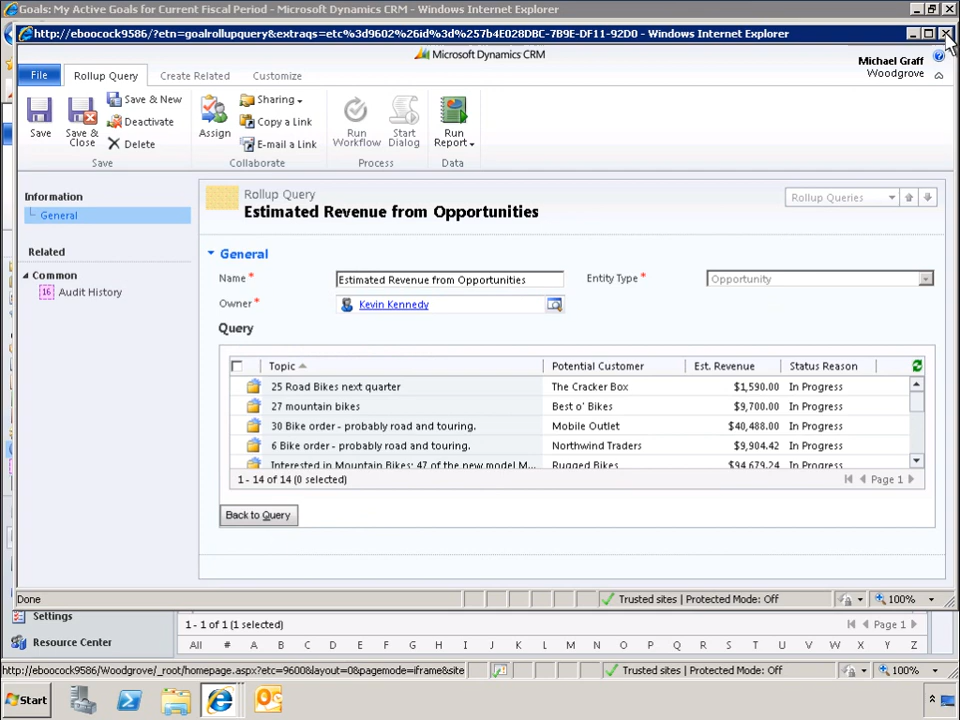 Goals: My Active Goals for Current Fiscal Period - Microsoft Dynamics CRM - Windows Internet Explorer
http://eboocock9586/?etn=goalrollupquery&extraqs=etc%3d9602%26id%3d%257b4E028DBC-7B9E-DF11-92D0 - Windows Internet Explorer
Microsoft Dynamics CRM
Michael Graff
Woodgrove
File
Rollup Query
Create Related
Customize
Save
Save & Close
Save & New
Deactivate
Delete
Save
Assign
Sharing
Copy a Link
E-mail a Link
Collaborate
Run Workflow
Start Dialog
Process
Run Report
Data
Information
General
Related
Common
16 Audit History
Rollup Query
Estimated Revenue from Opportunities
Rollup Queries
General
Name * Estimated Revenue from Opportunities Entity Type * Opportunity
Owner * Kevin Kennedy
Query
Topic Potential Customer Est. Revenue Status Reason
25 Road Bikes next quarter The Cracker Box $1,590.00 In Progress
27 mountain bikes Best o' Bikes $9,700.00 In Progress
30 Bike order - probably road and touring. Mobile Outlet $40,488.00 In Progress
6 Bike order - probably road and touring. Northwind Traders $9,904.42 In Progress
Interested in Mountain Bikes: 47 of the new model M... Rugged Bikes $94,679.24 In Progress
1 - 14 of 14 (0 selected) Page 1
Back to Query
Done Trusted sites | Protected Mode: Off 100%
Settings
1 - 1 of 1 (1 selected) Page 1
Resource Center
All # A B C D E F G H I J K L M N O P Q R S T U V W X Y Z
http://eboocock9586/Woodgrove/_root/homepage.aspx?etc=9600&layout=0&pagemode=iframe&site Trusted sites | Protected Mode: Off 100%
Start